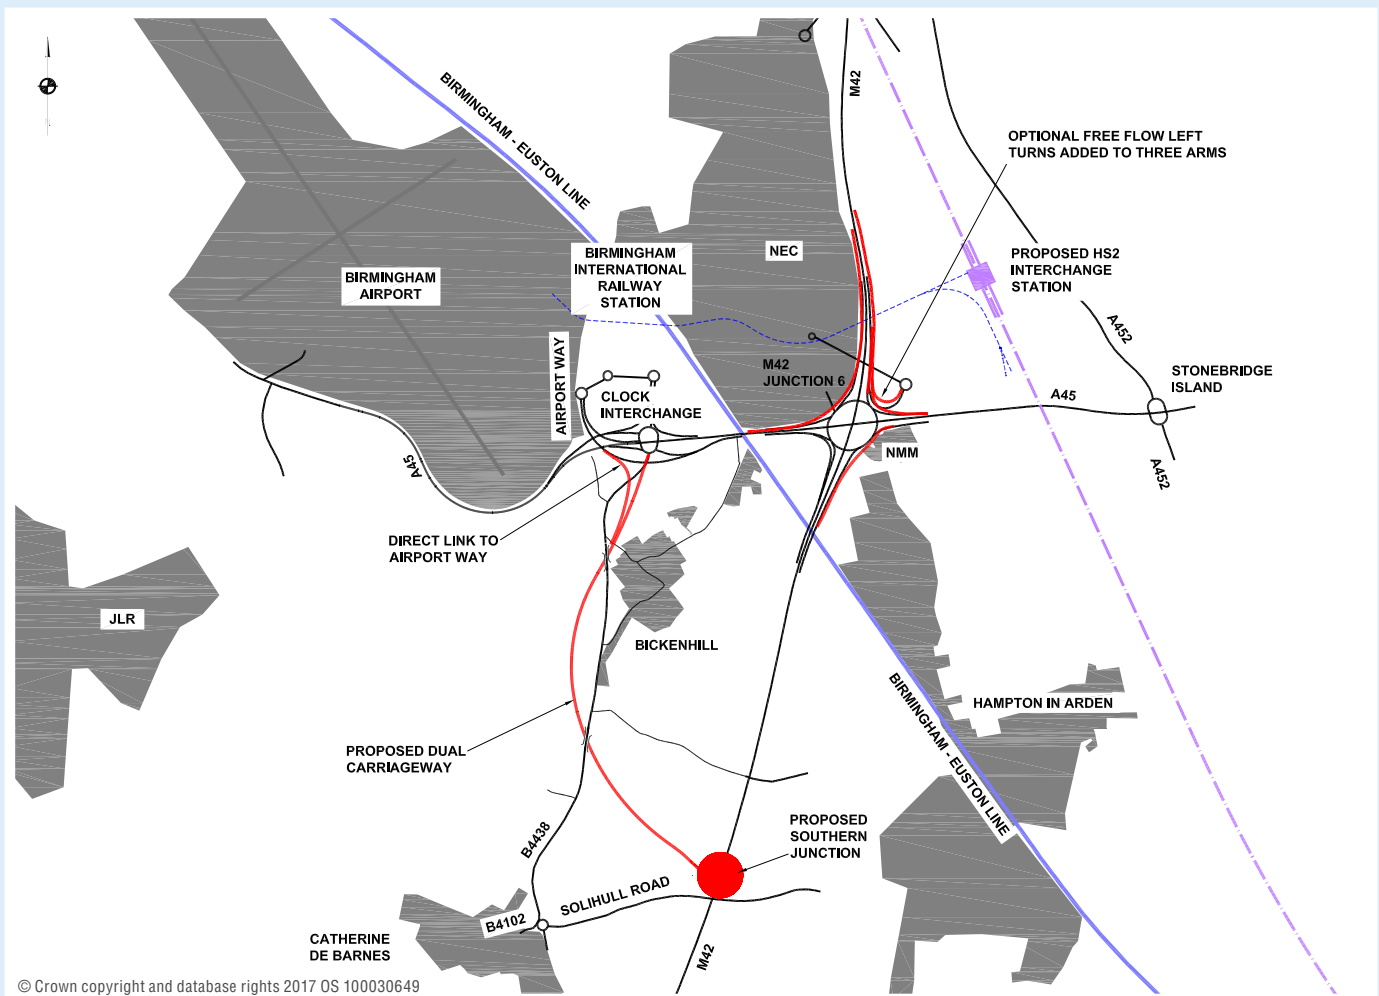 M42
BIRMINGHAM - EUSTON LINE
OPTIONAL FREE FLOW LEFT
TURNS ADDED TO THREE ARMS
NEC
BIRMINGHAM
INTERNATIONAL
RAILWAY
STATION
BIRMINGHAM
AIRPORT
PROPOSED HS2
INTERCHANGE
STATION
A452
AIRPORT WAY
M42
JUNCTION 6
STONEBRIDGE
ISLAND
CLOCK
INTERCHANGE
A45
NMM
A45
A452
DIRECT LINK TO
AIRPORT WAY
JLR
BICKENHILL
BIRMINGHAM - EUSTON LINE
HAMPTON IN ARDEN
PROPOSED DUAL
CARRIAGEWAY
PROPOSED
SOUTHERN
JUNCTION
B4438
SOLIHULL ROAD
B4102
CATHERINE
DE BARNES
M42
© Crown copyright and database rights 2017 OS 100030649